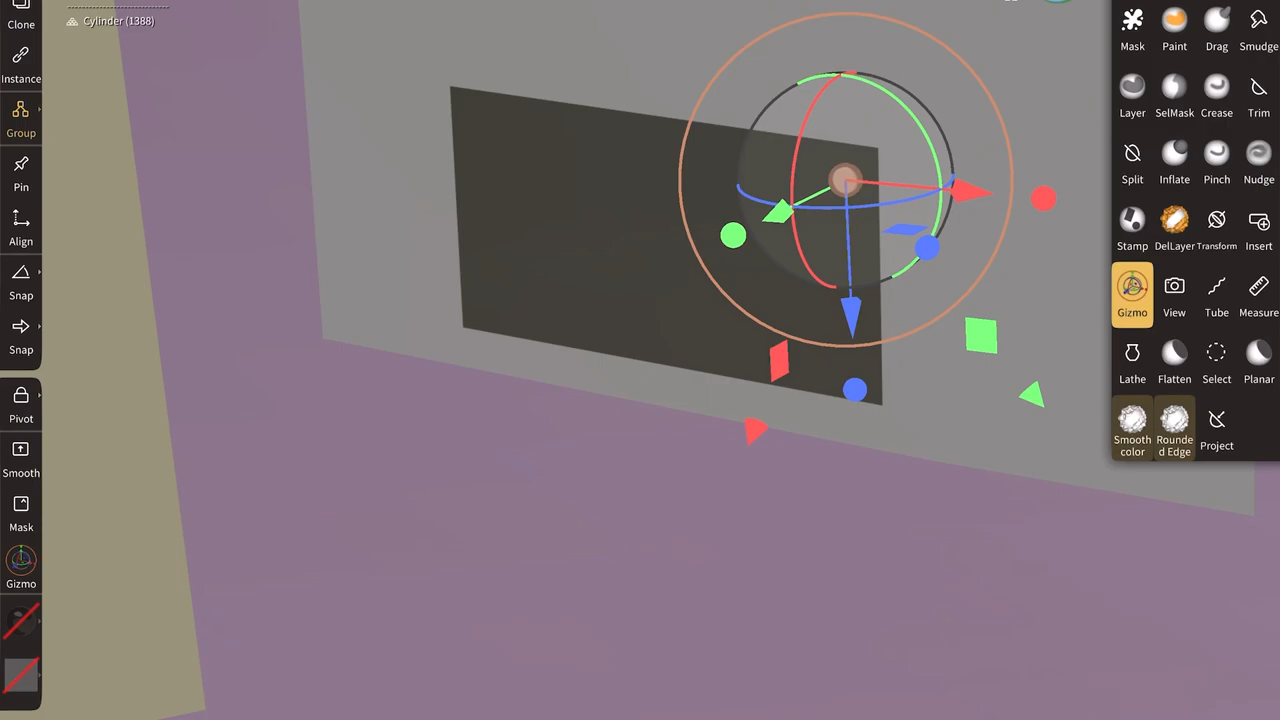 Clone
Instance
Group
Pin
Align
Snap
Snap
Pivot
Smooth
Mask
Gizmo
Cylinder (1388)
Mask Paint Drag Smudge
Layer SelMask Crease Trim
Split Inflate Pinch Nudge
Stamp DelLayer Transform Insert
Gizmo View Tube Measure
Lathe Flatten Select Planar
Smooth color Rounde d Edge Project